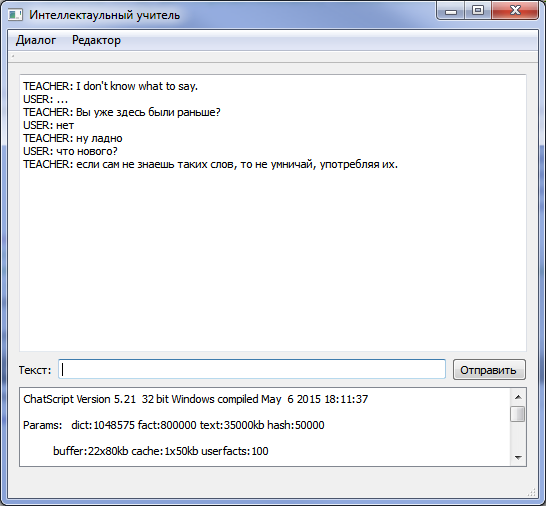 Интеллектаульный учитель
Диалог Редактор
TEACHER: I don't know what to say.
USER: ...
TEACHER: Вы уже здесь были раньше?
USER: нет
TEACHER: ну ладно
USER: что нового?
TEACHER: если сам не знаешь таких слов, то не умничай, употребляя их.
Текст: Отправить
ChatScript Version 5.21 32 bit Windows compiled May 6 2015 18:11:37
Params: dict:1048575 fact:800000 text:35000kb hash:50000
buffer:22x80kb cache:1x50kb userfacts:100